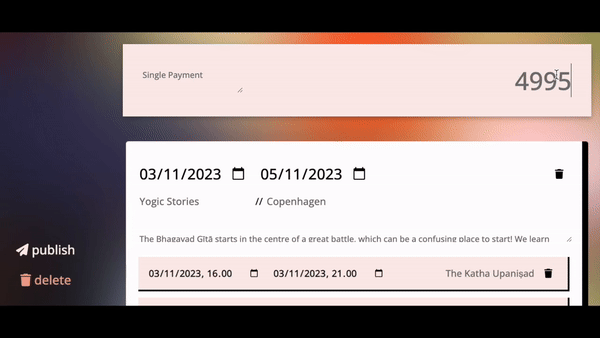 Single Payment
4995
03/11/2023 05/11/2023
Yogic Stories // Copenhagen
The Bhagavad Gītā starts in the centre of a great battle, which can be a confusing place to start! We learn
03/11/2023, 16.00 03/11/2023, 21.00 The Katha Upaniṣad
publish
delete